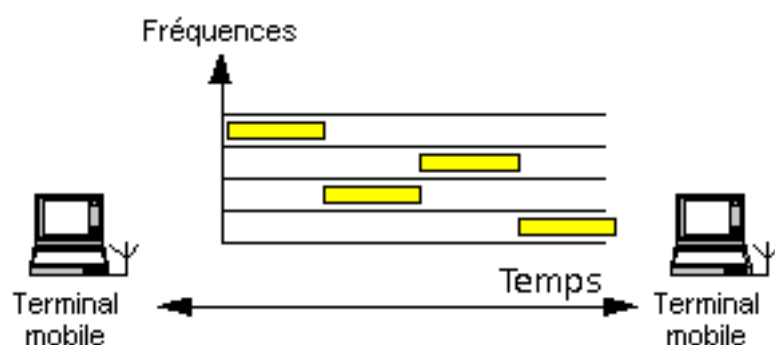 Fréquences
Temps
Terminal
mobile
Terminal
mobile